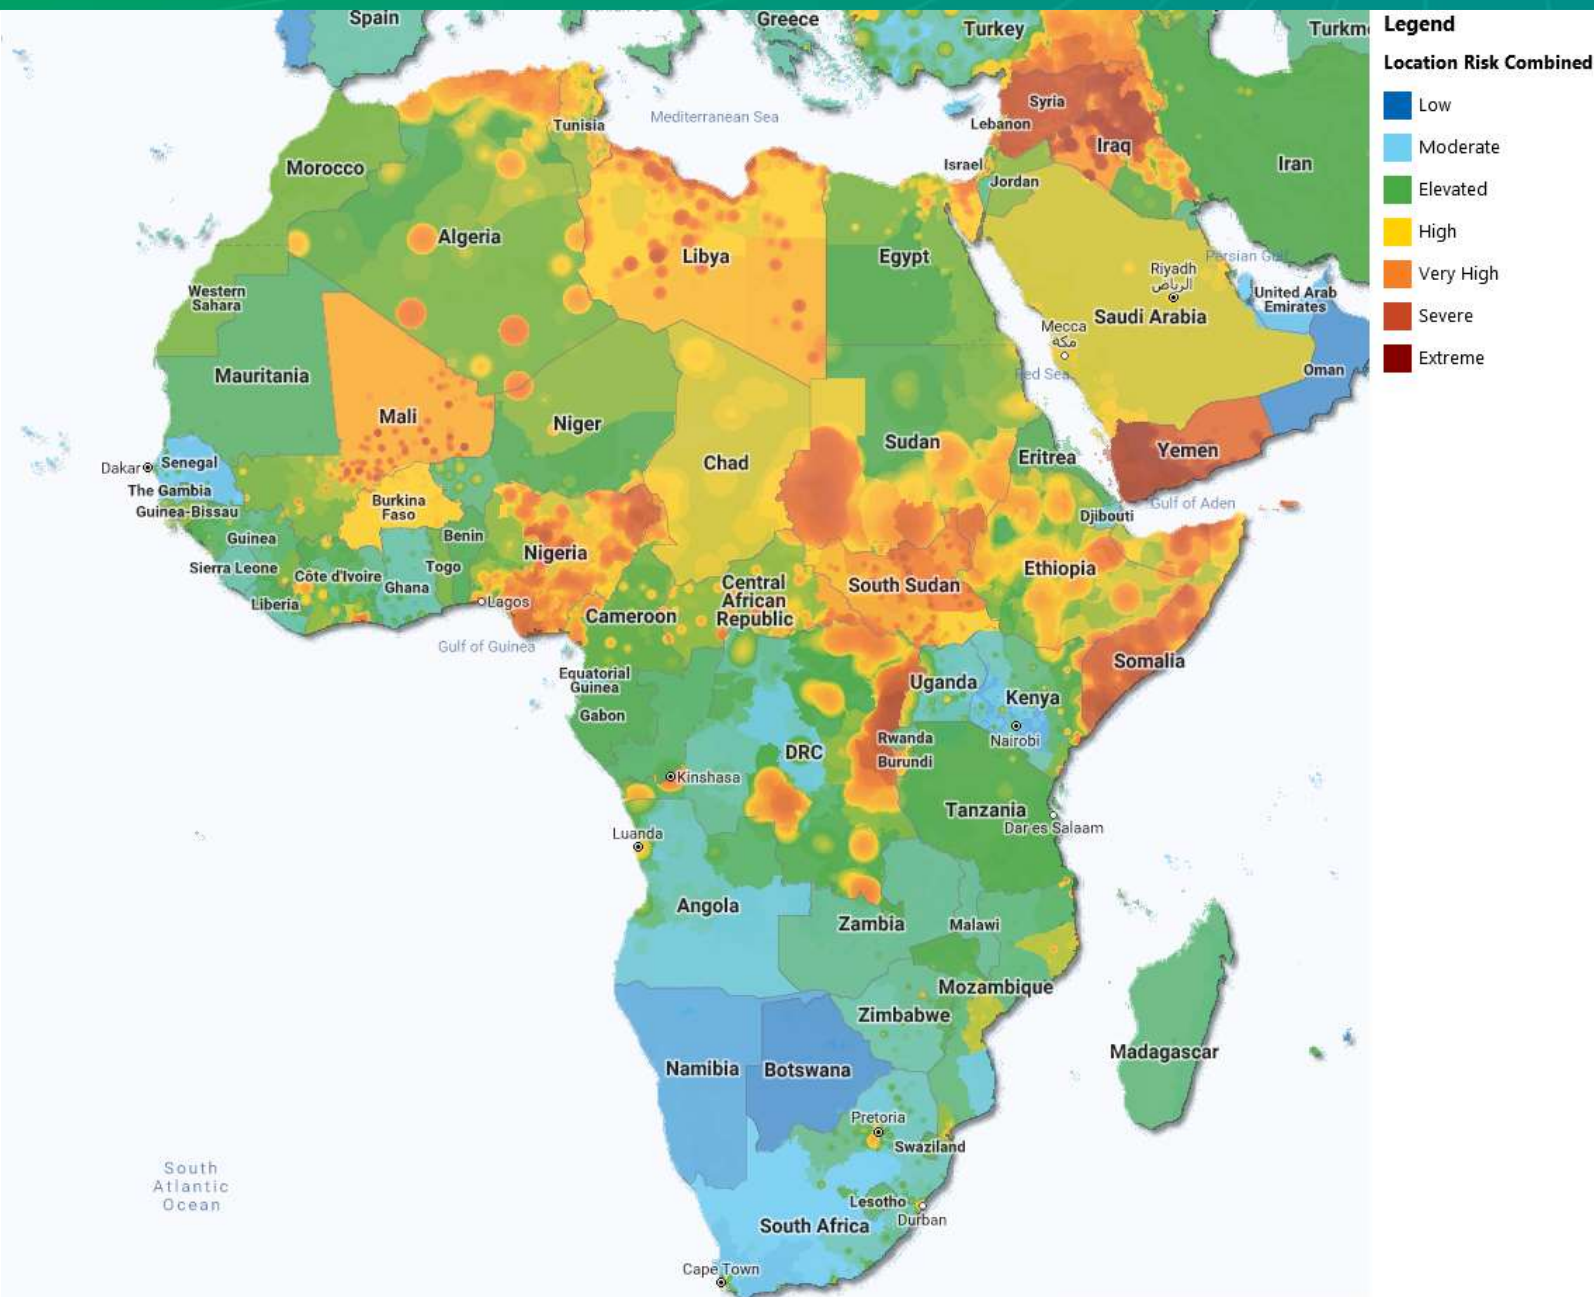 Spain
Greece
Turkey
Turkm
Legend
Location Risk Combined
Low
Moderate
Elevated
High
Very High
Severe
Extreme
Mediterranean Sea
Tunisia
Syria
Lebanon
Iraq
Israel
Jordan
Iran
Morocco
Algeria
Libya
Egypt
Persian Gulf
Riyadh
الرياض
United Arab
Emirates
Western
Sahara
Saudi Arabia
Mecca
مكة
Mauritania
Red Sea
Oman
Mali
Niger
Chad
Sudan
Eritrea
Yemen
Dakar
Senegal
The Gambia
Guinea-Bissau
Burkina
Faso
Gulf of Aden
Djibouti
Guinea
Benin
Nigeria
Sierra Leone
Côte d'Ivoire
Togo
Ghana
Liberia
Lagos
Central
African
Republic
South Sudan
Ethiopia
Cameroon
Gulf of Guinea
Somalia
Equatorial
Guinea
Uganda
Kenya
Gabon
Rwanda
Nairobi
DRC
Burundi
Kinshasa
Tanzania
Dar es Salaam
Luanda
Angola
Zambia
Malawi
Mozambique
Zimbabwe
Madagascar
Namibia
Botswana
Pretoria
Swaziland
South
Atlantic
Ocean
Lesotho
Durban
South Africa
Cape Town